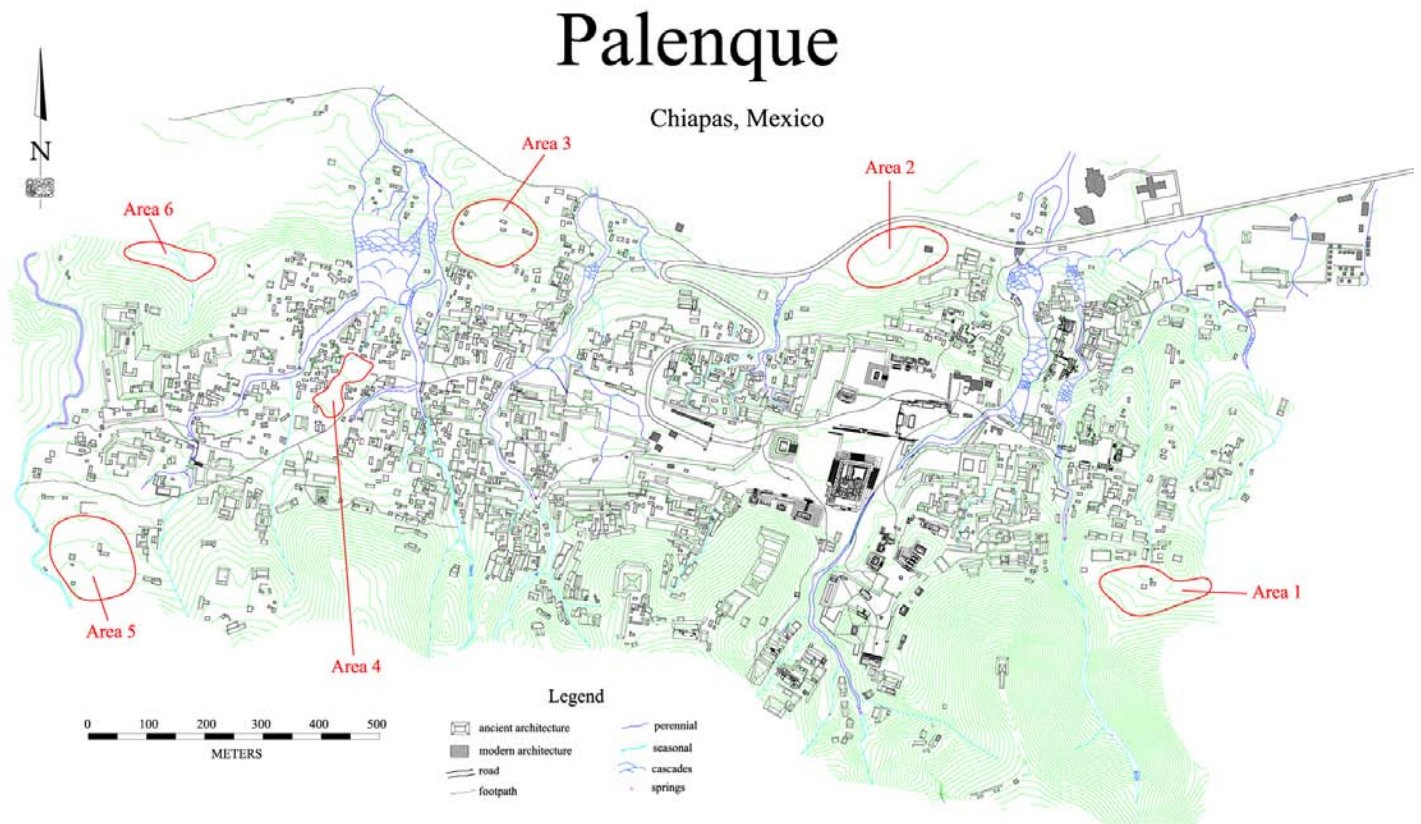 Palenque
Chiapas, Mexico
N
Area 3
Area 2
Area 6
Area 1
Area 5
Area 4
Legend
0 100 200 300 400 500
METERS
ancient architecture
modern architecture
road
footpath
perennial
seasonal
cascades
springs